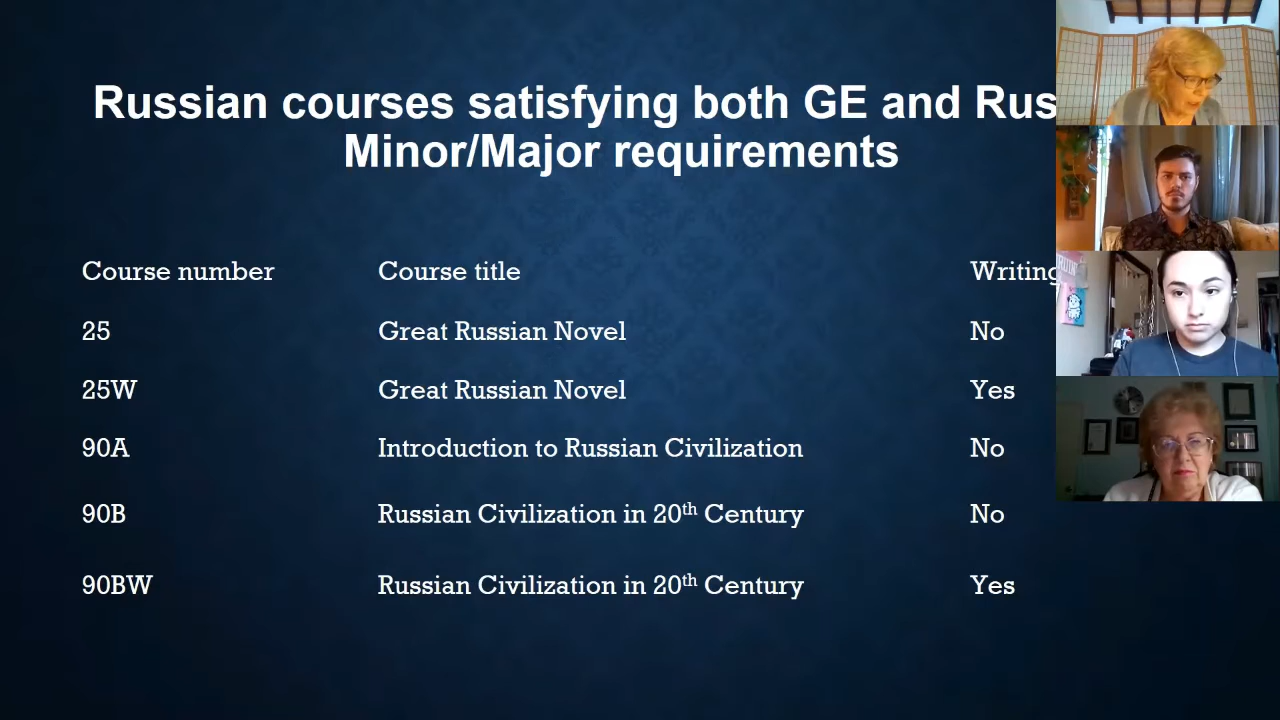 Russian courses satisfying both GE and Rus
Minor/Major requirements
Course number Course title Writing
25 Great Russian Novel No
25W Great Russian Novel Yes
90A Introduction to Russian Civilization No
90B Russian Civilization in 20th Century No
90BW Russian Civilization in 20th Century Yes